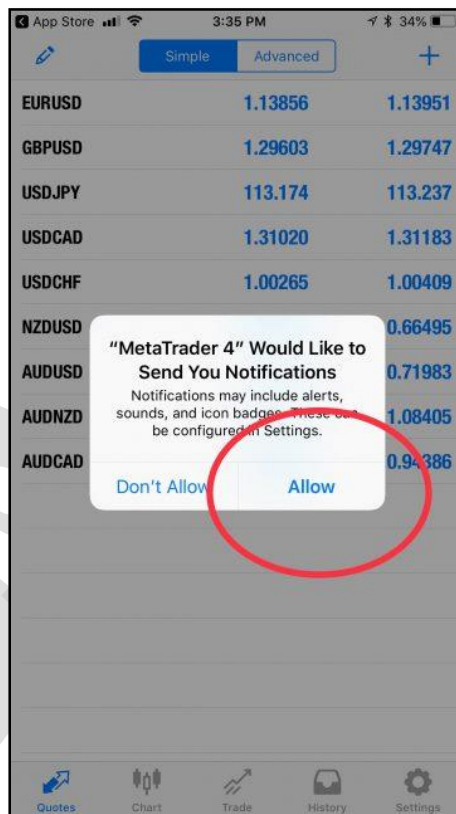 App Store 3:35 PM 34%
Simple Advanced +
EURUSD 1.13856 1.13951
GBPUSD 1.29603 1.29747
USDJPY 113.174 113.237
USDCAD 1.31020 1.31183
USDCHF 1.00265 1.00409
NZDUSD 0.66495
“MetaTrader 4” Would Like to
Send You Notifications
AUDUSD 0.71983
Notifications may include alerts,
sounds, and icon badges. These can
be configured in Settings.
AUDNZD 1.08405
AUDCAD 0.94386
Don't Allow Allow
Quotes Chart Trade History Settings